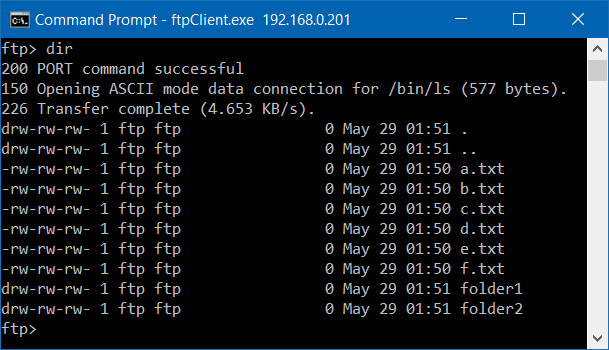 Command Prompt - ftpClient.exe 192.168.0.201
ftp> dir
200 PORT command successful
150 Opening ASCII mode data connection for /bin/ls (577 bytes).
226 Transfer complete (4.653 KB/s).
drw-rw-rw- 1 ftp ftp                0 May 29 01:51 .
drw-rw-rw- 1 ftp ftp                0 May 29 01:51 ..
-rw-rw-rw- 1 ftp ftp                0 May 29 01:50 a.txt
-rw-rw-rw- 1 ftp ftp                0 May 29 01:50 b.txt
-rw-rw-rw- 1 ftp ftp                0 May 29 01:50 c.txt
-rw-rw-rw- 1 ftp ftp                0 May 29 01:50 d.txt
-rw-rw-rw- 1 ftp ftp                0 May 29 01:50 e.txt
-rw-rw-rw- 1 ftp ftp                0 May 29 01:50 f.txt
drw-rw-rw- 1 ftp ftp                0 May 29 01:51 folder1
drw-rw-rw- 1 ftp ftp                0 May 29 01:51 folder2
ftp>